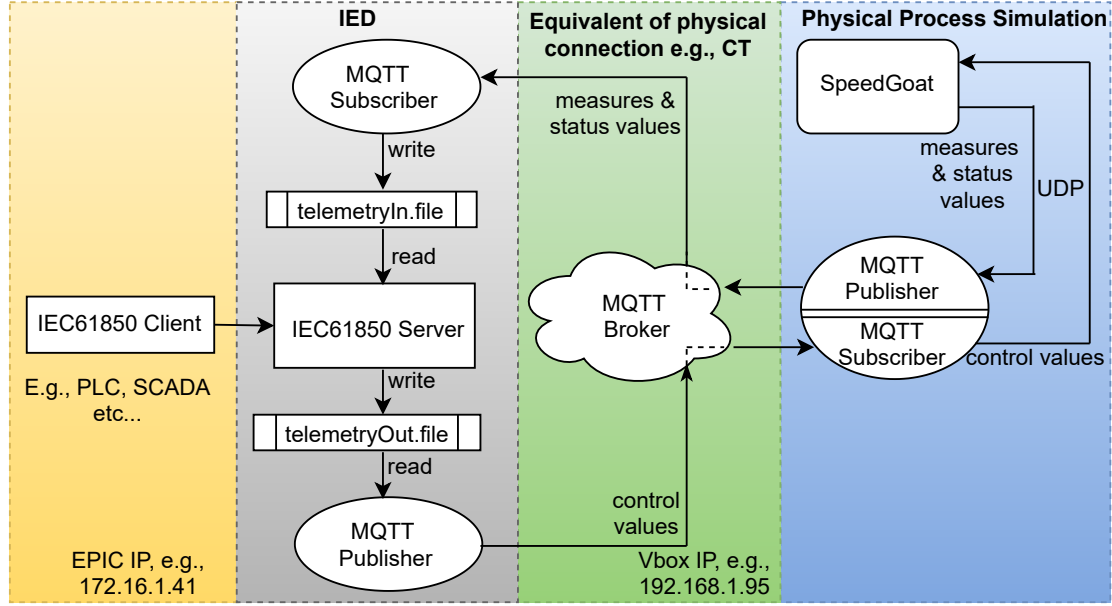 IED
Equivalent of physical
connection e.g., CT
Physical Process Simulation
MQTT
Subscriber
measures &
status values
SpeedGoat
write
measures
& status
values
UDP
telemetryIn.file
read
MQTT
Publisher
IEC61850 Client
IEC61850 Server
MQTT
Broker
MQTT
Subscriber
control values
E.g., PLC, SCADA
etc...
write
telemetryOut.file
read
control
values
MQTT
Publisher
EPIC IP, e.g.,
172.16.1.41
Vbox IP, e.g.,
192.168.1.95